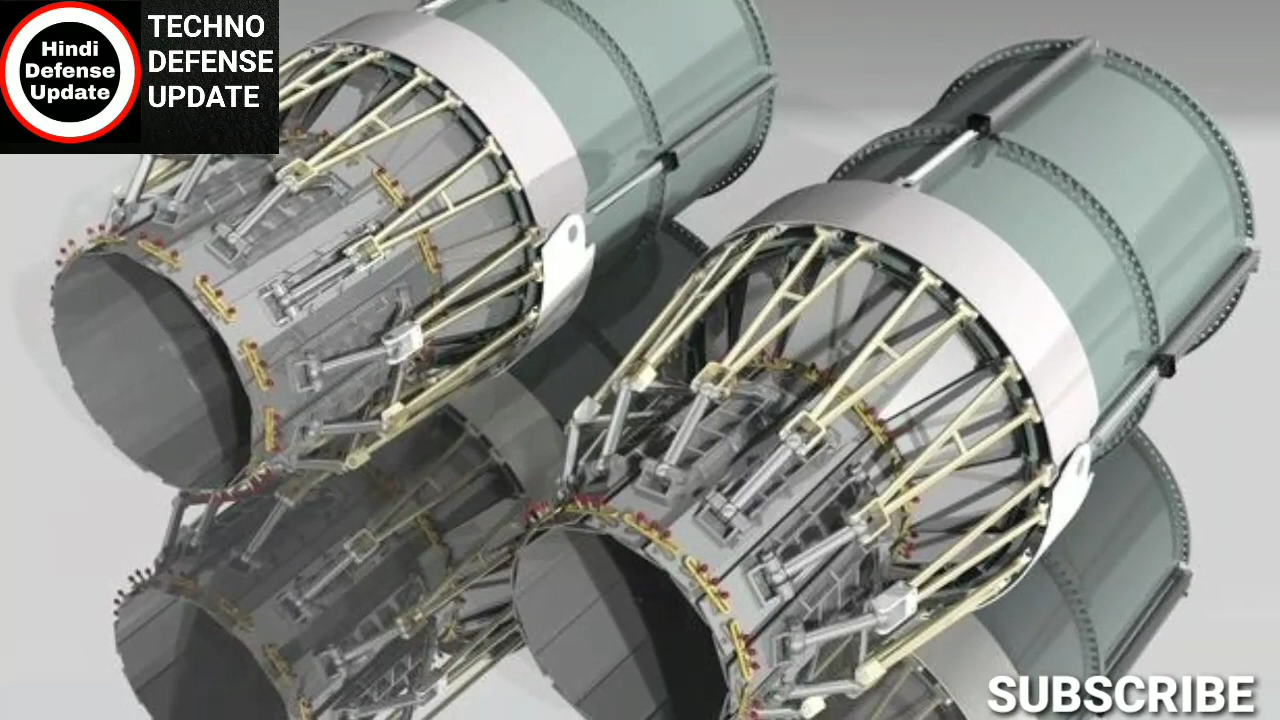 Hindi
Defense
Update
TECHNO
DEFENSE
UPDATE
SUBSCRIBE